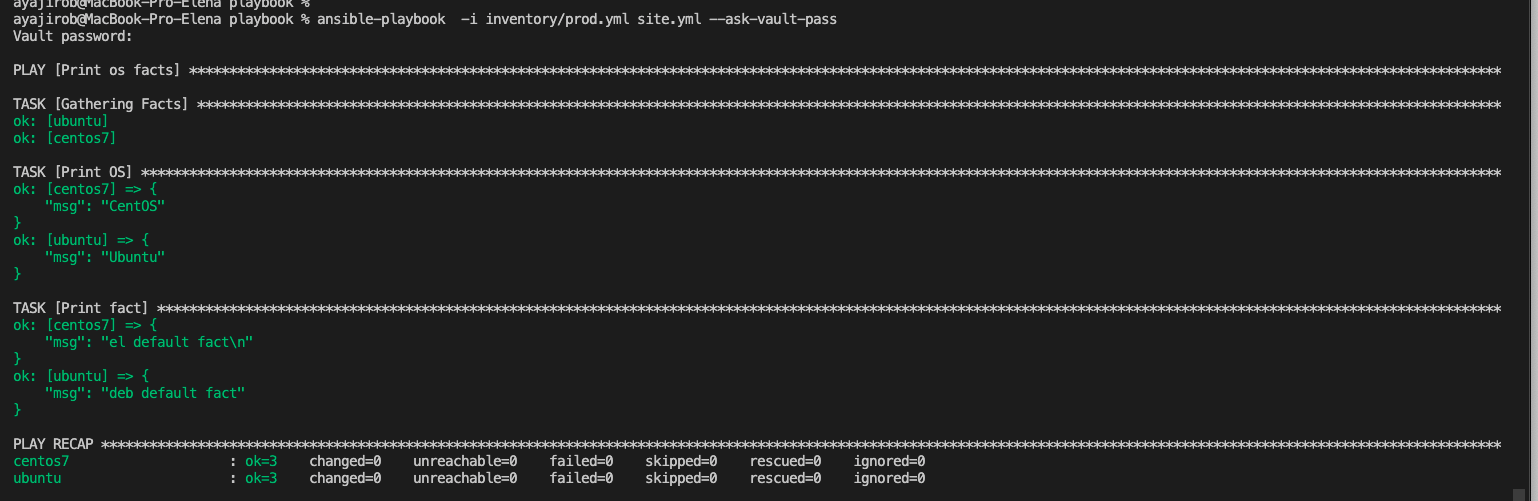 ayajirob@MacBook-Pro-Elena playbook %
ayajirob@MacBook-Pro-Elena playbook % ansible-playbook  -i inventory/prod.yml site.yml --ask-vault-pass
Vault password:
PLAY [Print os facts] ********************************************************************************************************************************************************************
TASK [Gathering Facts] *******************************************************************************************************************************************************************
ok: [ubuntu]
ok: [centos7]
TASK [Print OS] **************************************************************************************************************************************************************************
ok: [centos7] => {
    "msg": "CentOS"
}
ok: [ubuntu] => {
    "msg": "Ubuntu"
}
TASK [Print fact] ************************************************************************************************************************************************************************
ok: [centos7] => {
    "msg": "el default fact\n"
}
ok: [ubuntu] => {
    "msg": "deb default fact"
}
PLAY RECAP *******************************************************************************************************************************************************************************
centos7                    : ok=3    changed=0    unreachable=0    failed=0    skipped=0    rescued=0    ignored=0
ubuntu                     : ok=3    changed=0    unreachable=0    failed=0    skipped=0    rescued=0    ignored=0